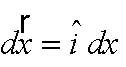 dx⃗ = î dx